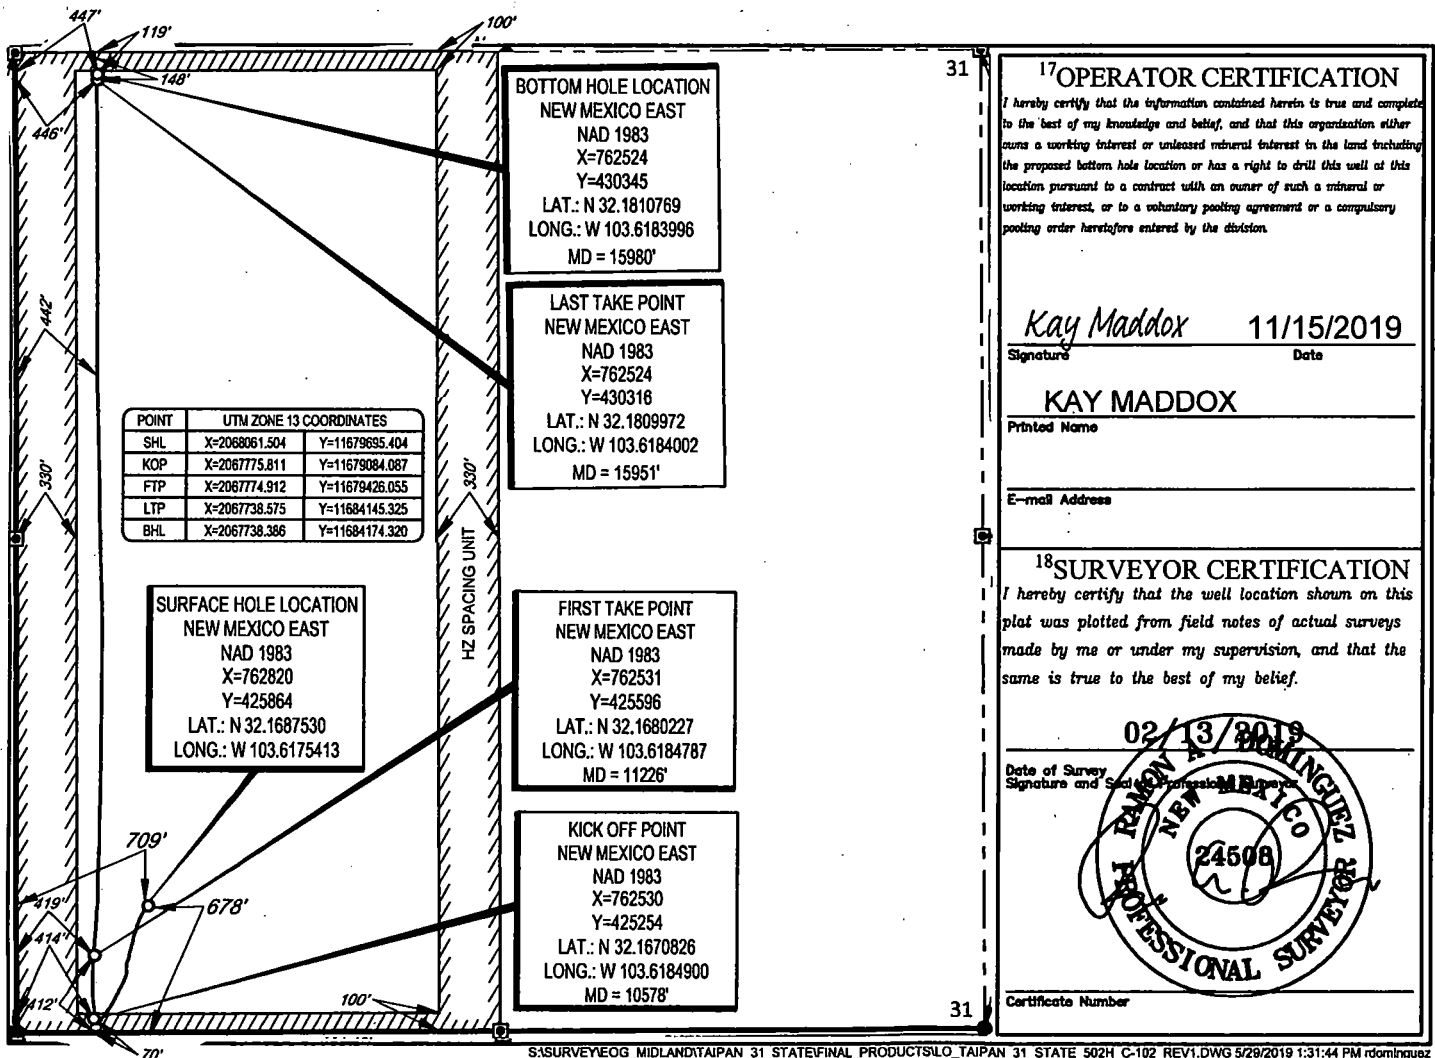 447'
119'
148'
100'
446'
442'
330'
330'
HZ SPACING UNIT
31
BOTTOM HOLE LOCATION
NEW MEXICO EAST
NAD 1983
X=762524
Y=430345
LAT.: N 32.1810769
LONG.: W 103.6183996
MD = 15980'
LAST TAKE POINT
NEW MEXICO EAST
NAD 1983
X=762524
Y=430316
LAT.: N 32.1809972
LONG.: W 103.6184002
MD = 15951'
POINT UTM ZONE 13 COORDINATES
SHL X=2068061.504 Y=11679695.404
KOP X=2067775.811 Y=11679084.087
FTP X=2067774.912 Y=11679426.055
LTP X=2067738.575 Y=11684145.325
BHL X=2067738.386 Y=11684174.320
SURFACE HOLE LOCATION
NEW MEXICO EAST
NAD 1983
X=762820
Y=425864
LAT.: N 32.1687530
LONG.: W 103.6175413
FIRST TAKE POINT
NEW MEXICO EAST
NAD 1983
X=762531
Y=425596
LAT.: N 32.1680227
LONG.: W 103.6184787
MD = 11226'
KICK OFF POINT
NEW MEXICO EAST
NAD 1983
X=762530
Y=425254
LAT.: N 32.1670826
LONG.: W 103.6184900
MD = 10578'
709'
678'
419'
414'
412'
70'
100'
31
17 OPERATOR CERTIFICATION
I hereby certify that the information contained herein is true and complete
to the best of my knowledge and belief, and that this organization either
owns a working interest or unleased mineral interest in the land including
the proposed bottom hole location or has a right to drill this well at this
location pursuant to a contract with an owner of such a mineral or
working interest, or to a voluntary pooling agreement or a compulsory
pooling order heretofore entered by the division.
Kay Maddox 11/15/2019
Signature Date
KAY MADDOX
Printed Name
E-mail Address
18 SURVEYOR CERTIFICATION
I hereby certify that the well location shown on this
plat was plotted from field notes of actual surveys
made by me or under my supervision, and that the
same is true to the best of my belief.
02/13/2019
Date of Survey
Signature and Seal of Professional Surveyor
RAMON A. DOMINGUEZ
NEW MEXICO
24508
PROFESSIONAL SURVEYOR
Certificate Number
S:\SURVEY\EOG_MIDLAND\TAIPAN_31_STATE\FINAL_PRODUCTS\LO_TAIPAN_31_STATE_502H_C-102_REV1.DWG 5/29/2019 1:31:44 PM rdominguez